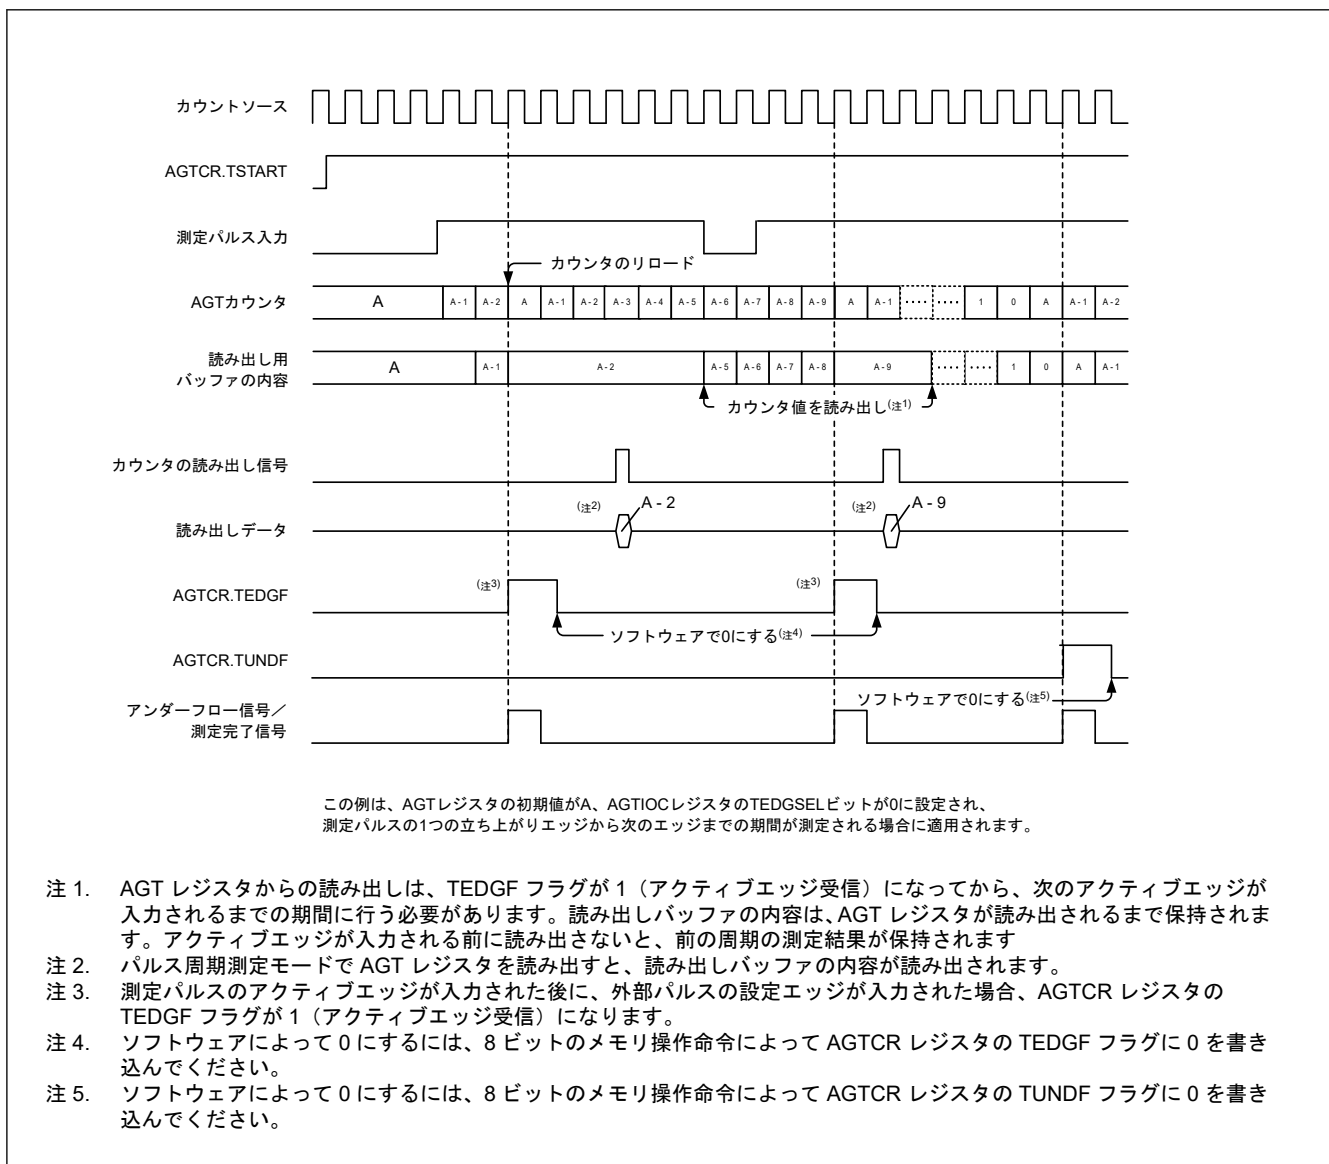 カウントソース
AGTCR.TSTART
測定パルス入力
カウンタのリロード
AGTカウンタ
A A-1 A-2 A A-1 A-2 A-3 A-4 A-5 A-6 A-7 A-8 A-9 A A-1 ···· ···· 1 0 A A-1 A-2
読み出し用
バッファの内容
A A-1 A-2 A-5 A-6 A-7 A-8 A-9 ···· ···· 1 0 A A-1
カウンタ値を読み出し(注1)
カウンタの読み出し信号
(注2) A - 2 (注2) A - 9
読み出しデータ
(注3) (注3)
AGTCR.TEDGF
ソフトウェアで0にする(注4)
AGTCR.TUNDF
ソフトウェアで0にする(注5)
アンダーフロー信号／
測定完了信号
この例は、AGTレジスタの初期値がA、AGTIOCレジスタのTEDGSELビットが0に設定され、
測定パルスの1つの立ち上がりエッジから次のエッジまでの期間が測定される場合に適用されます。
注 1. AGT レジスタからの読み出しは、TEDGF フラグが 1（アクティブエッジ受信）になってから、次のアクティブエッジが
入力されるまでの期間に行う必要があります。読み出しバッファの内容は、AGT レジスタが読み出されるまで保持されま
す。アクティブエッジが入力される前に読み出さないと、前の周期の測定結果が保持されます
注 2. パルス周期測定モードで AGT レジスタを読み出すと、読み出しバッファの内容が読み出されます。
注 3. 測定パルスのアクティブエッジが入力された後に、外部パルスの設定エッジが入力された場合、AGTCR レジスタの
TEDGF フラグが 1（アクティブエッジ受信）になります。
注 4. ソフトウェアによって 0 にするには、8 ビットのメモリ操作命令によって AGTCR レジスタの TEDGF フラグに 0 を書き
込んでください。
注 5. ソフトウェアによって 0 にするには、8 ビットのメモリ操作命令によって AGTCR レジスタの TUNDF フラグに 0 を書き
込んでください。